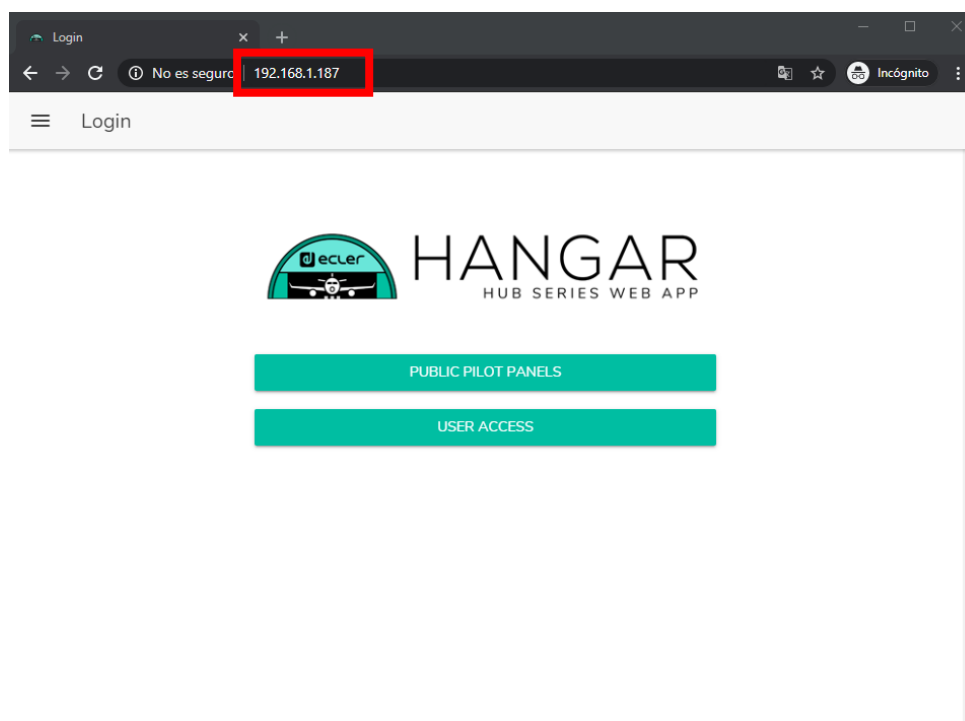 Login
No es seguro
192.168.1.187
Incógnito
Login
ecler
HANGAR
HUB SERIES WEB APP
PUBLIC PILOT PANELS
USER ACCESS